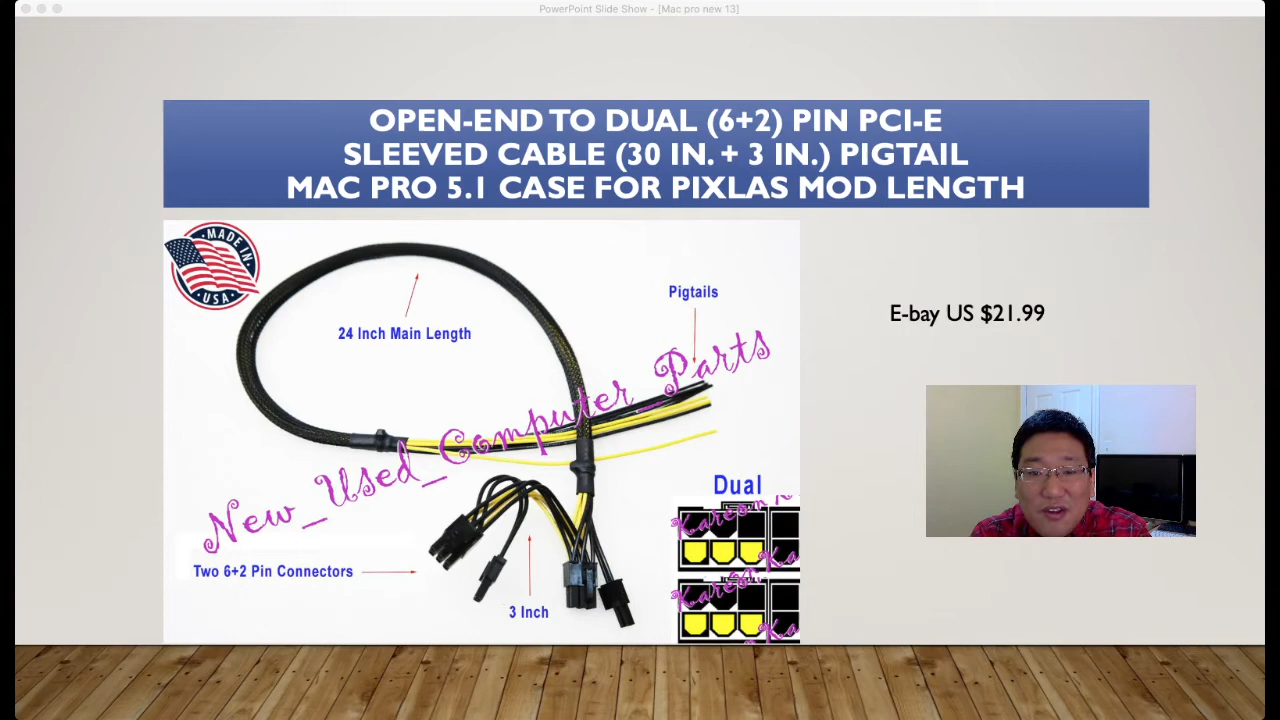 PowerPoint Slide Show - [Mac pro new 13]
OPEN-END TO DUAL (6+2) PIN PCI-E
SLEEVED CABLE (30 IN. + 3 IN.) PIGTAIL
MAC PRO 5.1 CASE FOR PIXLAS MOD LENGTH
MADE IN
USA
Pigtails
24 Inch Main Length
E-bay US $21.99
New_Used_Computer_Parts
Dual
Two 6+2 Pin Connectors
3 Inch
Kareon
Kareon